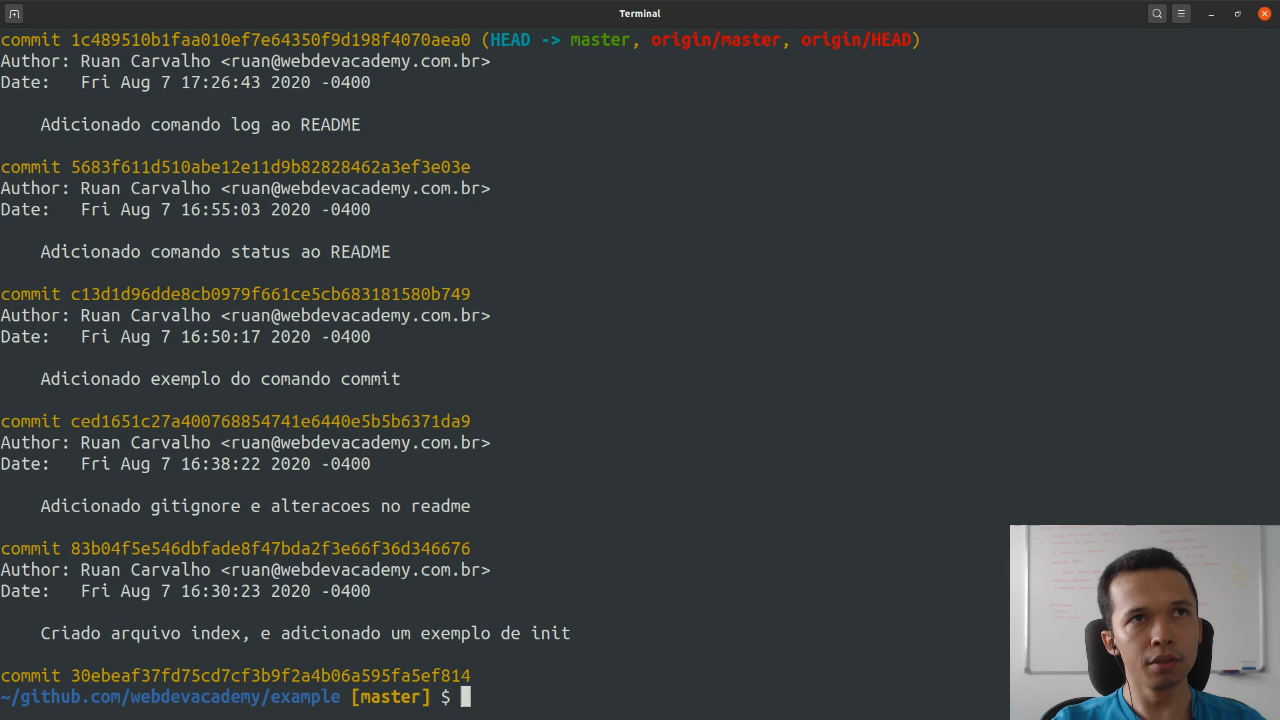 Terminal
commit 1c489510b1faa010ef7e64350f9d198f4070aea0 (HEAD -> master, origin/master, origin/HEAD)
Author: Ruan Carvalho <ruan@webdevacademy.com.br>
Date:   Fri Aug 7 17:26:43 2020 -0400
Adicionado comando log ao README
commit 5683f611d510abe12e11d9b82828462a3ef3e03e
Author: Ruan Carvalho <ruan@webdevacademy.com.br>
Date:   Fri Aug 7 16:55:03 2020 -0400
Adicionado comando status ao README
commit c13d1d96dde8cb0979f661ce5cb683181580b749
Author: Ruan Carvalho <ruan@webdevacademy.com.br>
Date:   Fri Aug 7 16:50:17 2020 -0400
Adicionado exemplo do comando commit
commit ced1651c27a400768854741e6440e5b5b6371da9
Author: Ruan Carvalho <ruan@webdevacademy.com.br>
Date:   Fri Aug 7 16:38:22 2020 -0400
Adicionado gitignore e alteracoes no readme
commit 83b04f5e546dbfade8f47bda2f3e66f36d346676
Author: Ruan Carvalho <ruan@webdevacademy.com.br>
Date:   Fri Aug 7 16:30:23 2020 -0400
Criado arquivo index, e adicionado um exemplo de init
commit 30ebeaf37fd75cd7cf3b9f2a4b06a595fa5ef814
~/github.com/webdevacademy/example [master] $